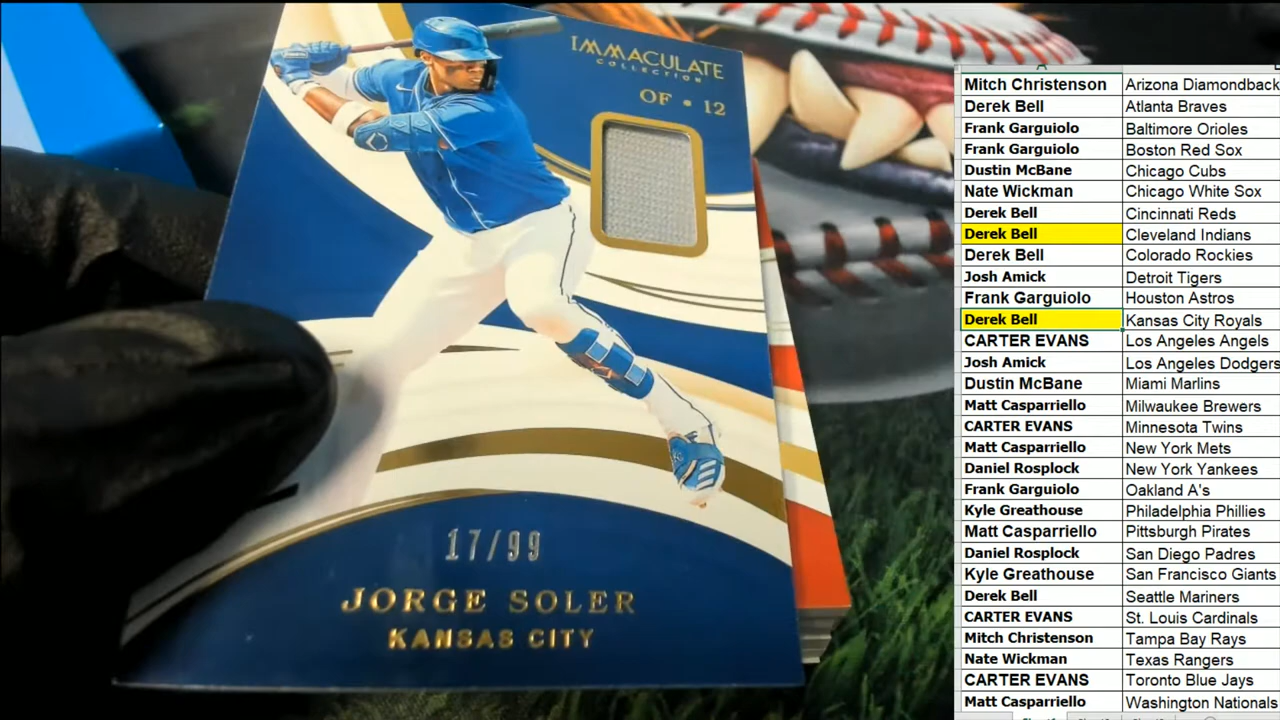 IMMACULATE
COLLECTION
OF • 12
17/99
JORGE SOLER
KANSAS CITY
A
Mitch Christenson Arizona Diamondback
Derek Bell Atlanta Braves
Frank Garguiolo Baltimore Orioles
Frank Garguiolo Boston Red Sox
Dustin McBane Chicago Cubs
Nate Wickman Chicago White Sox
Derek Bell Cincinnati Reds
Derek Bell Cleveland Indians
Derek Bell Colorado Rockies
Josh Amick Detroit Tigers
Frank Garguiolo Houston Astros
Derek Bell Kansas City Royals
CARTER EVANS Los Angeles Angels
Josh Amick Los Angeles Dodgers
Dustin McBane Miami Marlins
Matt Casparriello Milwaukee Brewers
CARTER EVANS Minnesota Twins
Matt Casparriello New York Mets
Daniel Rosplock New York Yankees
Frank Garguiolo Oakland A's
Kyle Greathouse Philadelphia Phillies
Matt Casparriello Pittsburgh Pirates
Daniel Rosplock San Diego Padres
Kyle Greathouse San Francisco Giants
Derek Bell Seattle Mariners
CARTER EVANS St. Louis Cardinals
Mitch Christenson Tampa Bay Rays
Nate Wickman Texas Rangers
CARTER EVANS Toronto Blue Jays
Matt Casparriello Washington Nationals